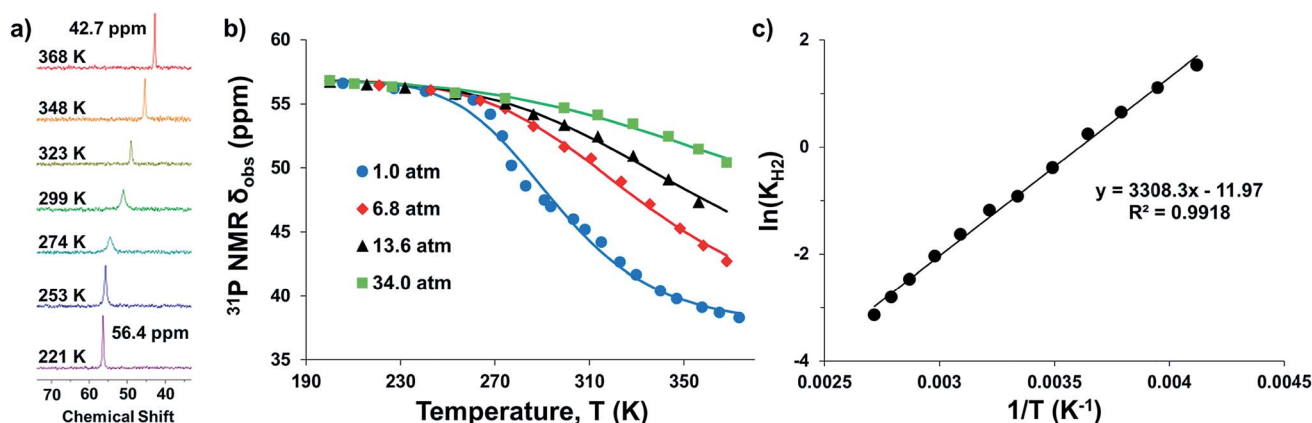 a)
42.7 ppm
368 K
348 K
323 K
299 K
274 K
253 K
56.4 ppm
221 K
70 60 50 40
Chemical Shift
b)
60
55
50
45
40
35
³¹P NMR δobs (ppm)
1.0 atm
6.8 atm
13.6 atm
34.0 atm
190 230 270 310 350
Temperature, T (K)
c)
2
0
-2
-4
ln(KH2)
y = 3308.3x - 11.97
R² = 0.9918
0.0025 0.003 0.0035 0.004 0.0045
1/T (K⁻¹)